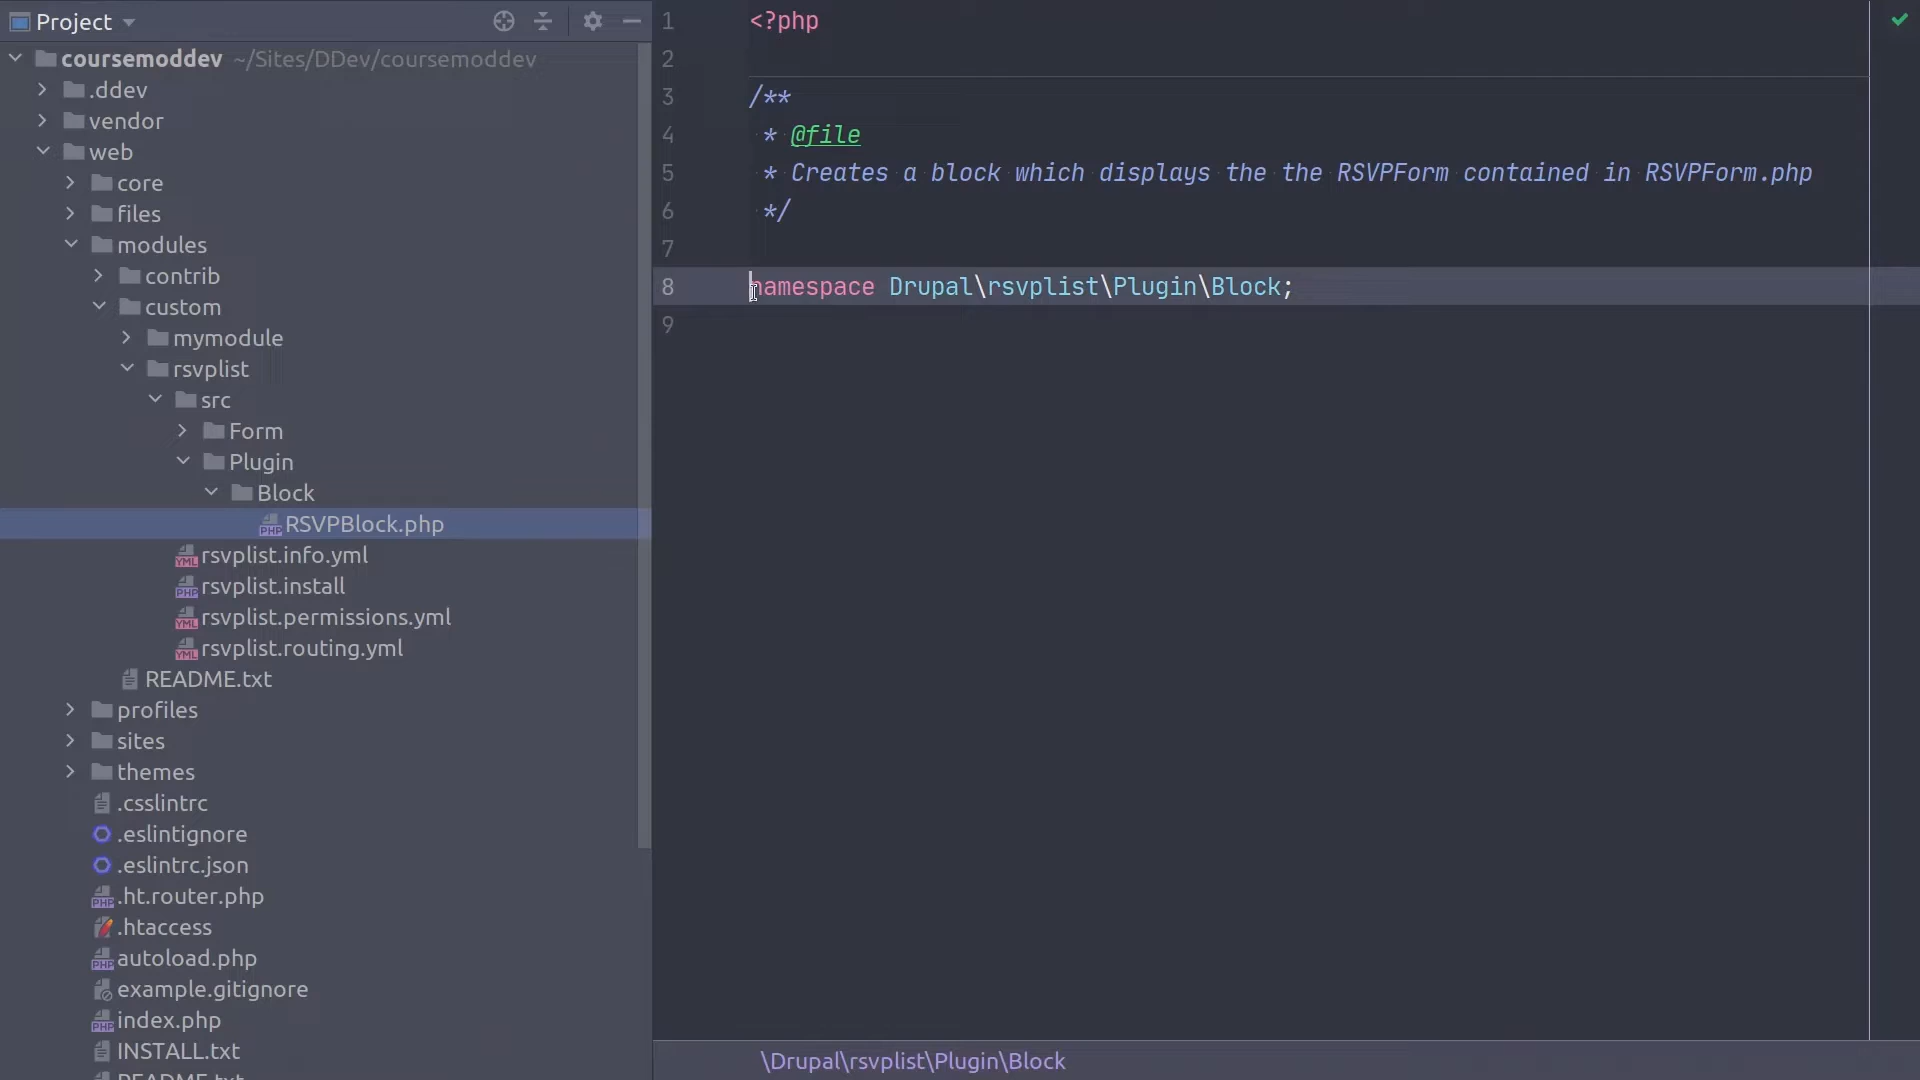 Project
coursemoddev ~/Sites/DDev/coursemoddev
.ddev
vendor
web
core
files
modules
contrib
custom
mymodule
rsvplist
src
Form
Plugin
Block
RSVPBlock.php
rsvplist.info.yml
rsvplist.install
rsvplist.permissions.yml
rsvplist.routing.yml
README.txt
profiles
sites
themes
.csslintrc
.eslintignore
.eslintrc.json
.ht.router.php
.htaccess
autoload.php
example.gitignore
index.php
INSTALL.txt
README.txt
1 <?php
2
3 /**
4 * @file
5 * Creates a block which displays the the RSVPForm contained in RSVPForm.php
6 */
7
8 namespace Drupal\rsvplist\Plugin\Block;
9
\Drupal\rsvplist\Plugin\Block